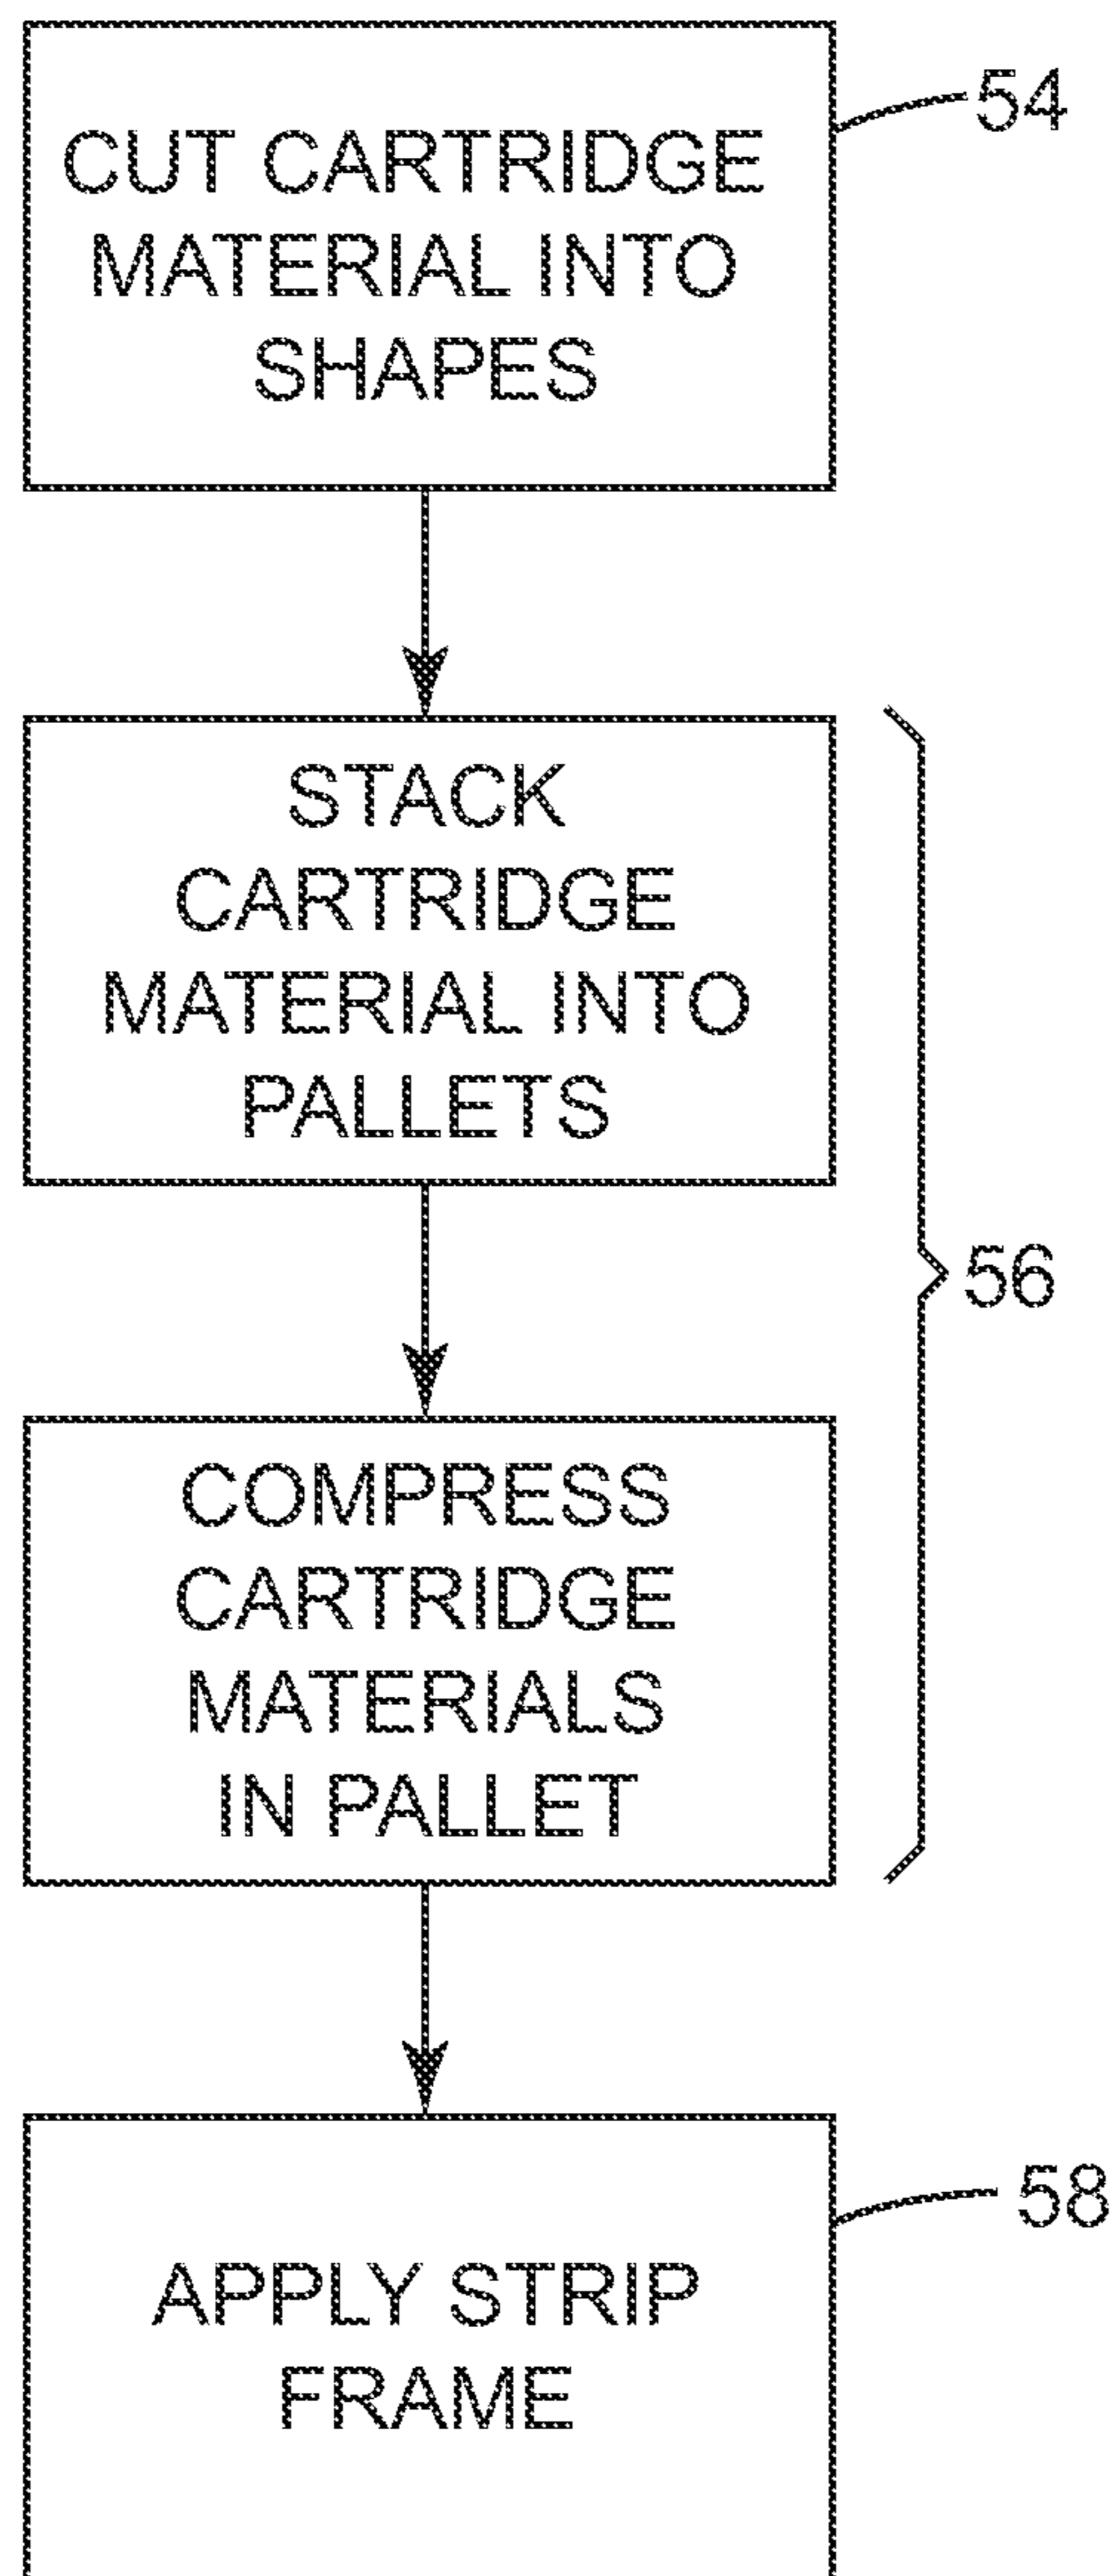 CUT CARTRIDGE
MATERIAL INTO
SHAPES
54
STACK
CARTRIDGE
MATERIAL INTO
PALLETS
56
COMPRESS
CARTRIDGE
MATERIALS
IN PALLET
APPLY STRIP
FRAME
58